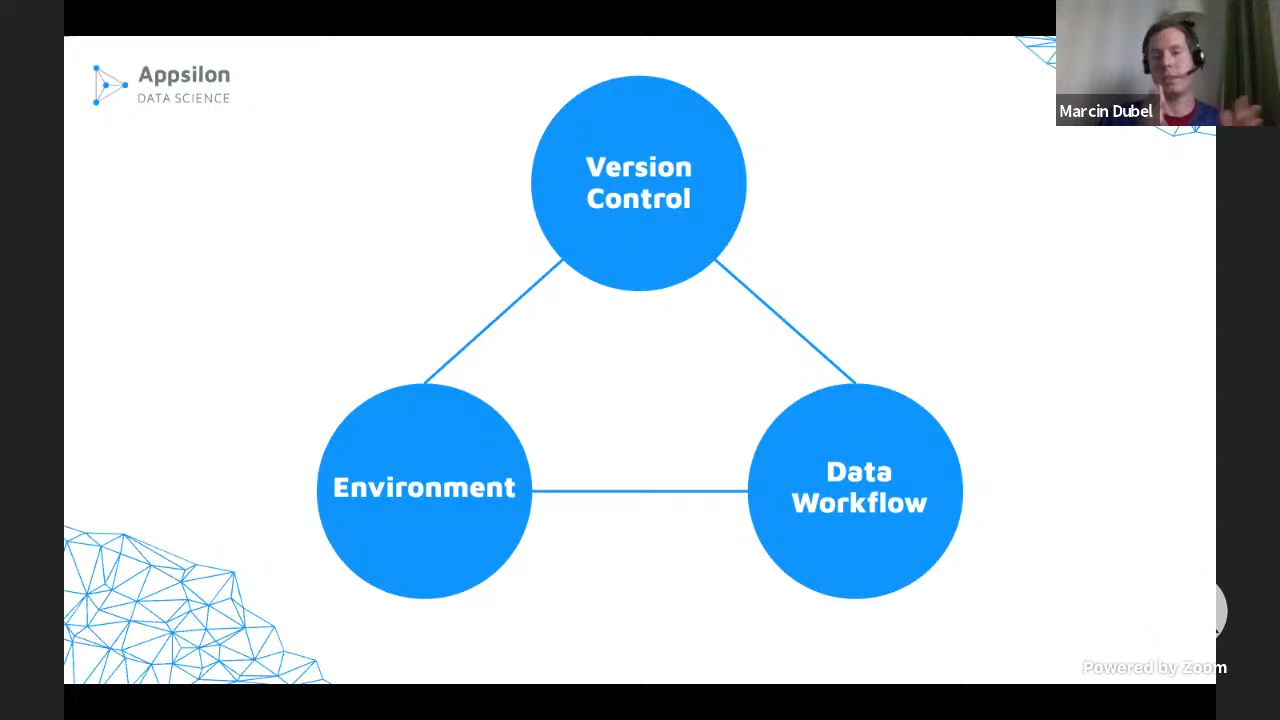 Appsilon
DATA SCIENCE
Marcin Dubel
Version
Control
Environment
Data
Workflow
Powered by Zoom